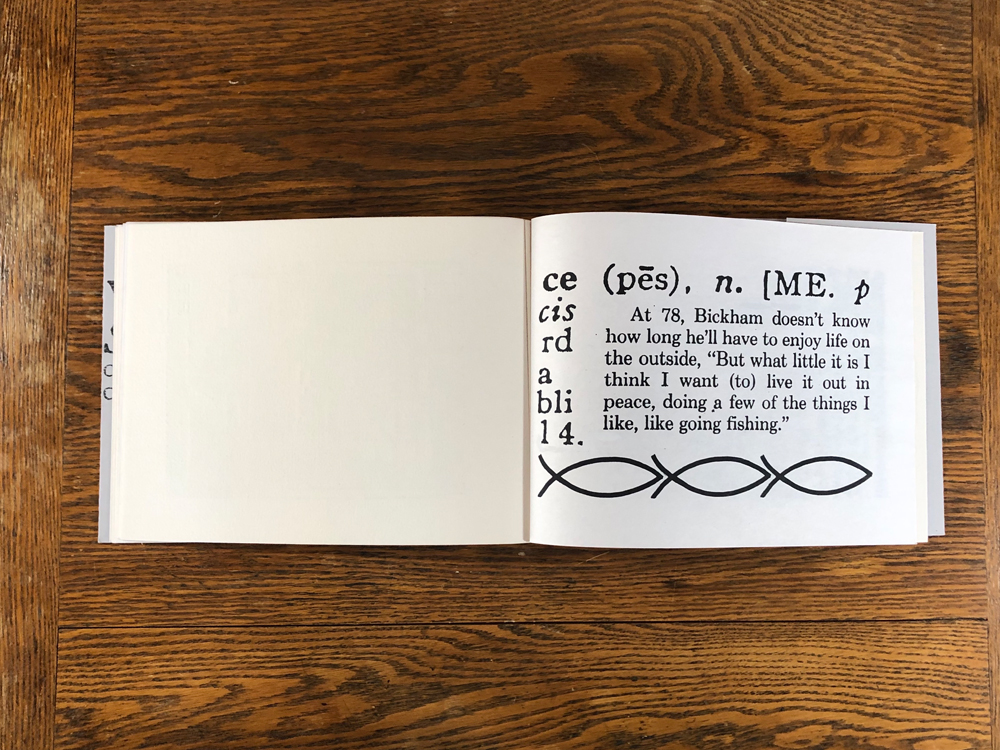 ce (pēs), n. [ME. p
cis
rd
a
bli
l 4.
At 78, Bickham doesn't know
how long he'll have to enjoy life on
the outside, “But what little it is I
think I want (to) live it out in
peace, doing a few of the things I
like, like going fishing.”